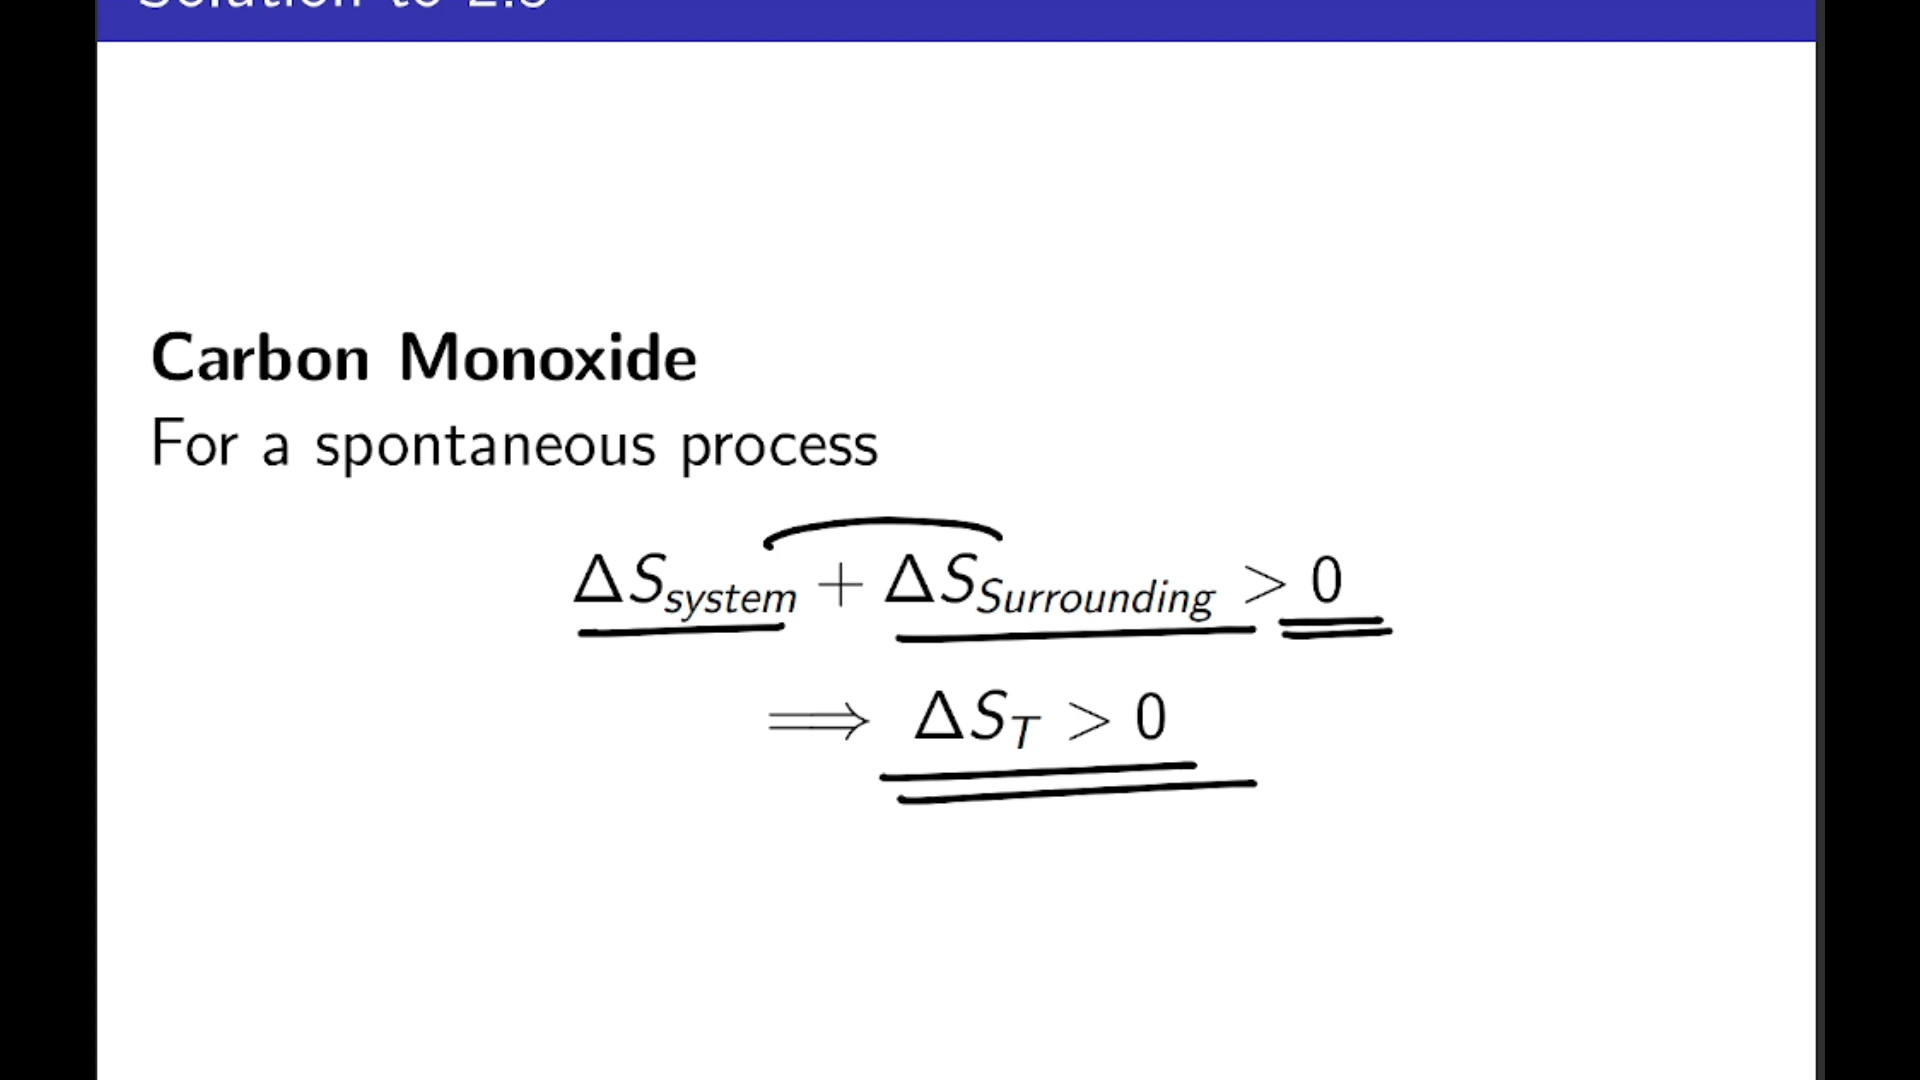 Solution to 2.3
Carbon Monoxide
For a spontaneous process
ΔS_system + ΔS_Surrounding > 0
⟹ ΔS_T > 0